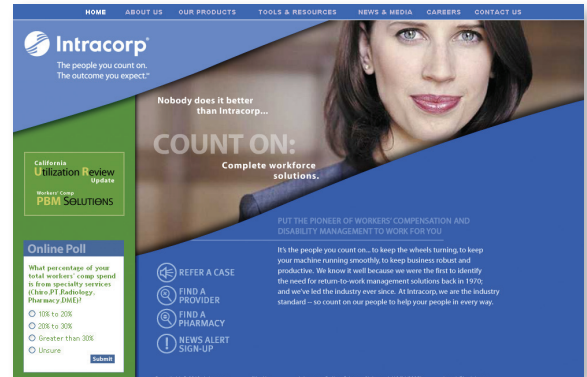 HOME ABOUT US OUR PRODUCTS TOOLS & RESOURCES NEWS & MEDIA CAREERS CONTACT US
Intracorp®
The people you count on.
The outcome you expect.℠
Nobody does it better
than Intracorp...
COUNT ON:
Complete workforce
solutions.
California
Utilization Review
Update
Workers' Comp
PBM SOLUTIONS
Online Poll
What percentage of your
total workers' comp spend
is from specialty services
(Chiro,PT,Radiology,
Pharmacy,DME)?
10% to 20%
20% to 30%
Greater than 30%
Unsure
Submit
REFER A CASE
FIND A
PROVIDER
FIND A
PHARMACY
NEWS ALERT
SIGN-UP
PUT THE PIONEER OF WORKERS' COMPENSATION AND
DISABILITY MANAGEMENT TO WORK FOR YOU
It's the people you count on... to keep the wheels turning, to keep
your machine running smoothly, to keep business robust and
productive. We know it well because we were the first to identify
the need for return-to-work management solutions back in 1970;
and we've led the industry ever since. At Intracorp, we are the industry
standard -- so count on our people to help your people in every way.